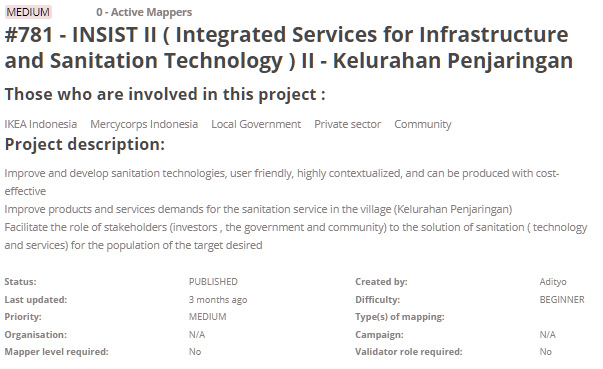 MEDIUM 0 - Active Mappers
#781 - INSIST II ( Integrated Services for Infrastructure
and Sanitation Technology ) II - Kelurahan Penjaringan
Those who are involved in this project :
IKEA Indonesia Mercycorps Indonesia Local Government Private sector Community
Project description:
Improve and develop sanitation technologies, user friendly, highly contextualized, and can be produced with cost-
effective
Improve products and services demands for the sanitation service in the village (Kelurahan Penjaringan)
Facilitate the role of stakeholders (investors , the government and community) to the solution of sanitation ( technology
and services) for the population of the target desired
Status: PUBLISHED Created by: Adityo
Last updated: 3 months ago Difficulty: BEGINNER
Priority: MEDIUM Type(s) of mapping:
Organisation: N/A Campaign: N/A
Mapper level required: No Validator role required: No